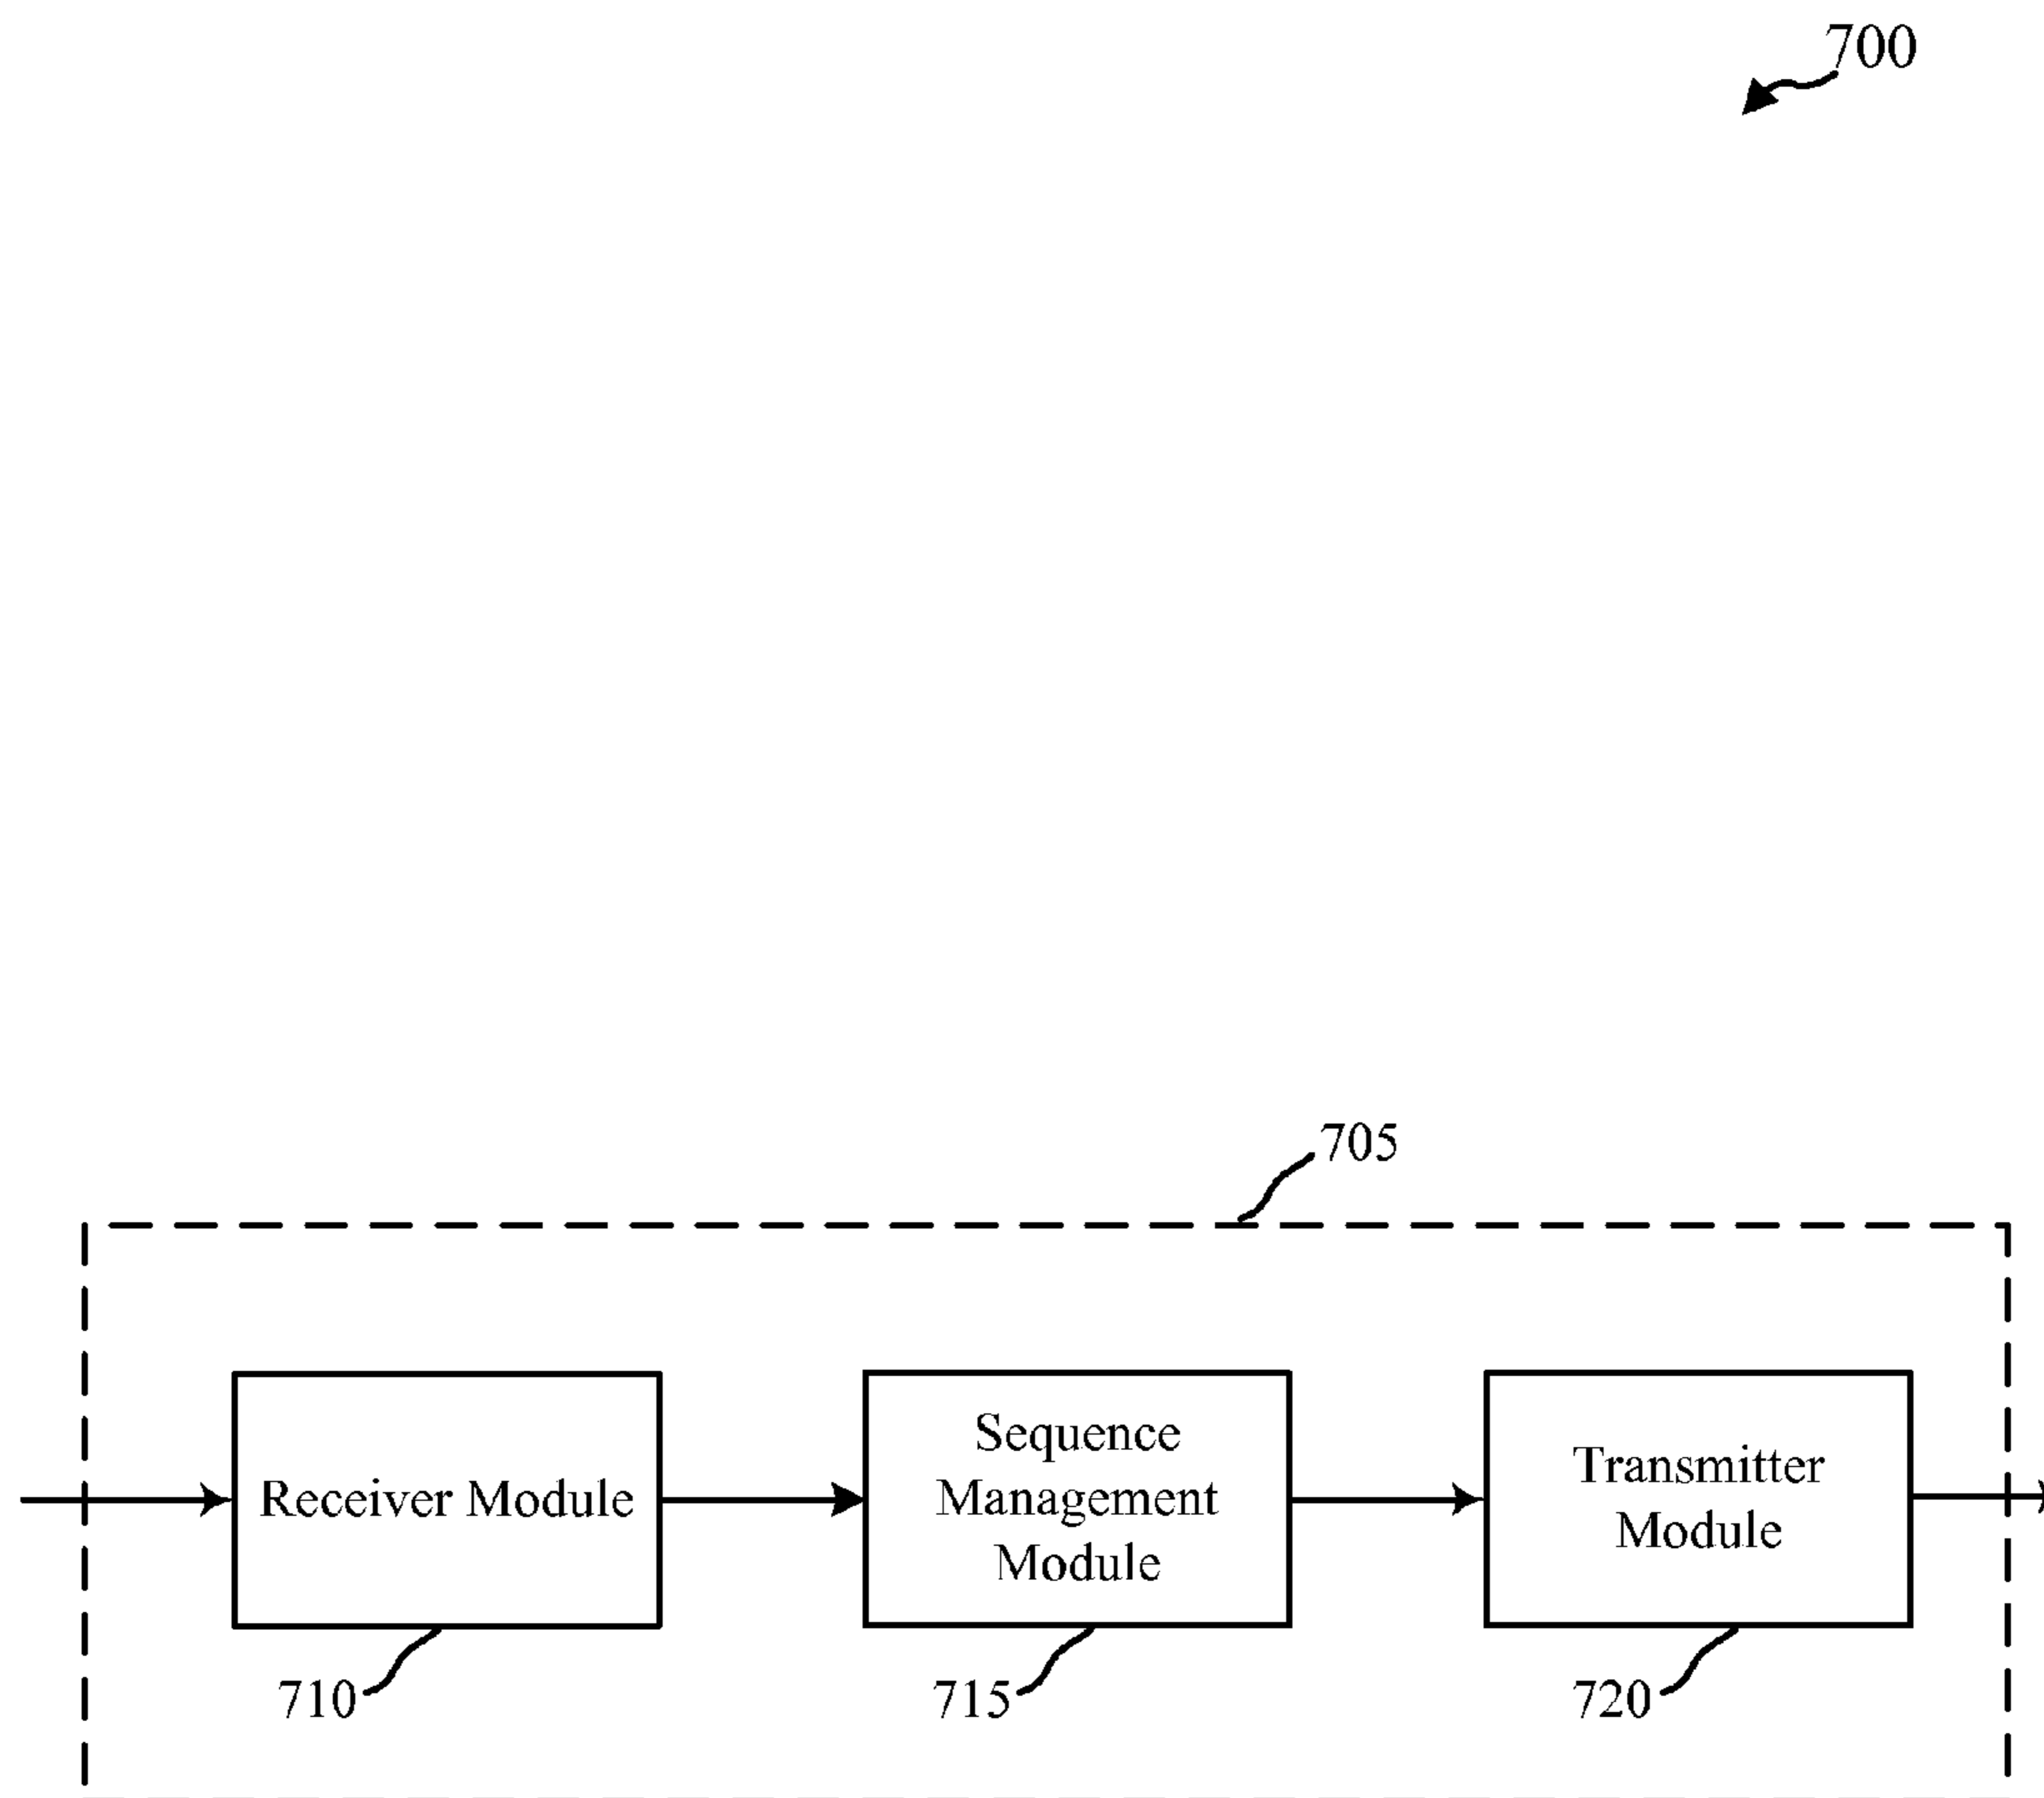 700
705
Receiver Module
Sequence
Management
Module
Transmitter
Module
710
715
720